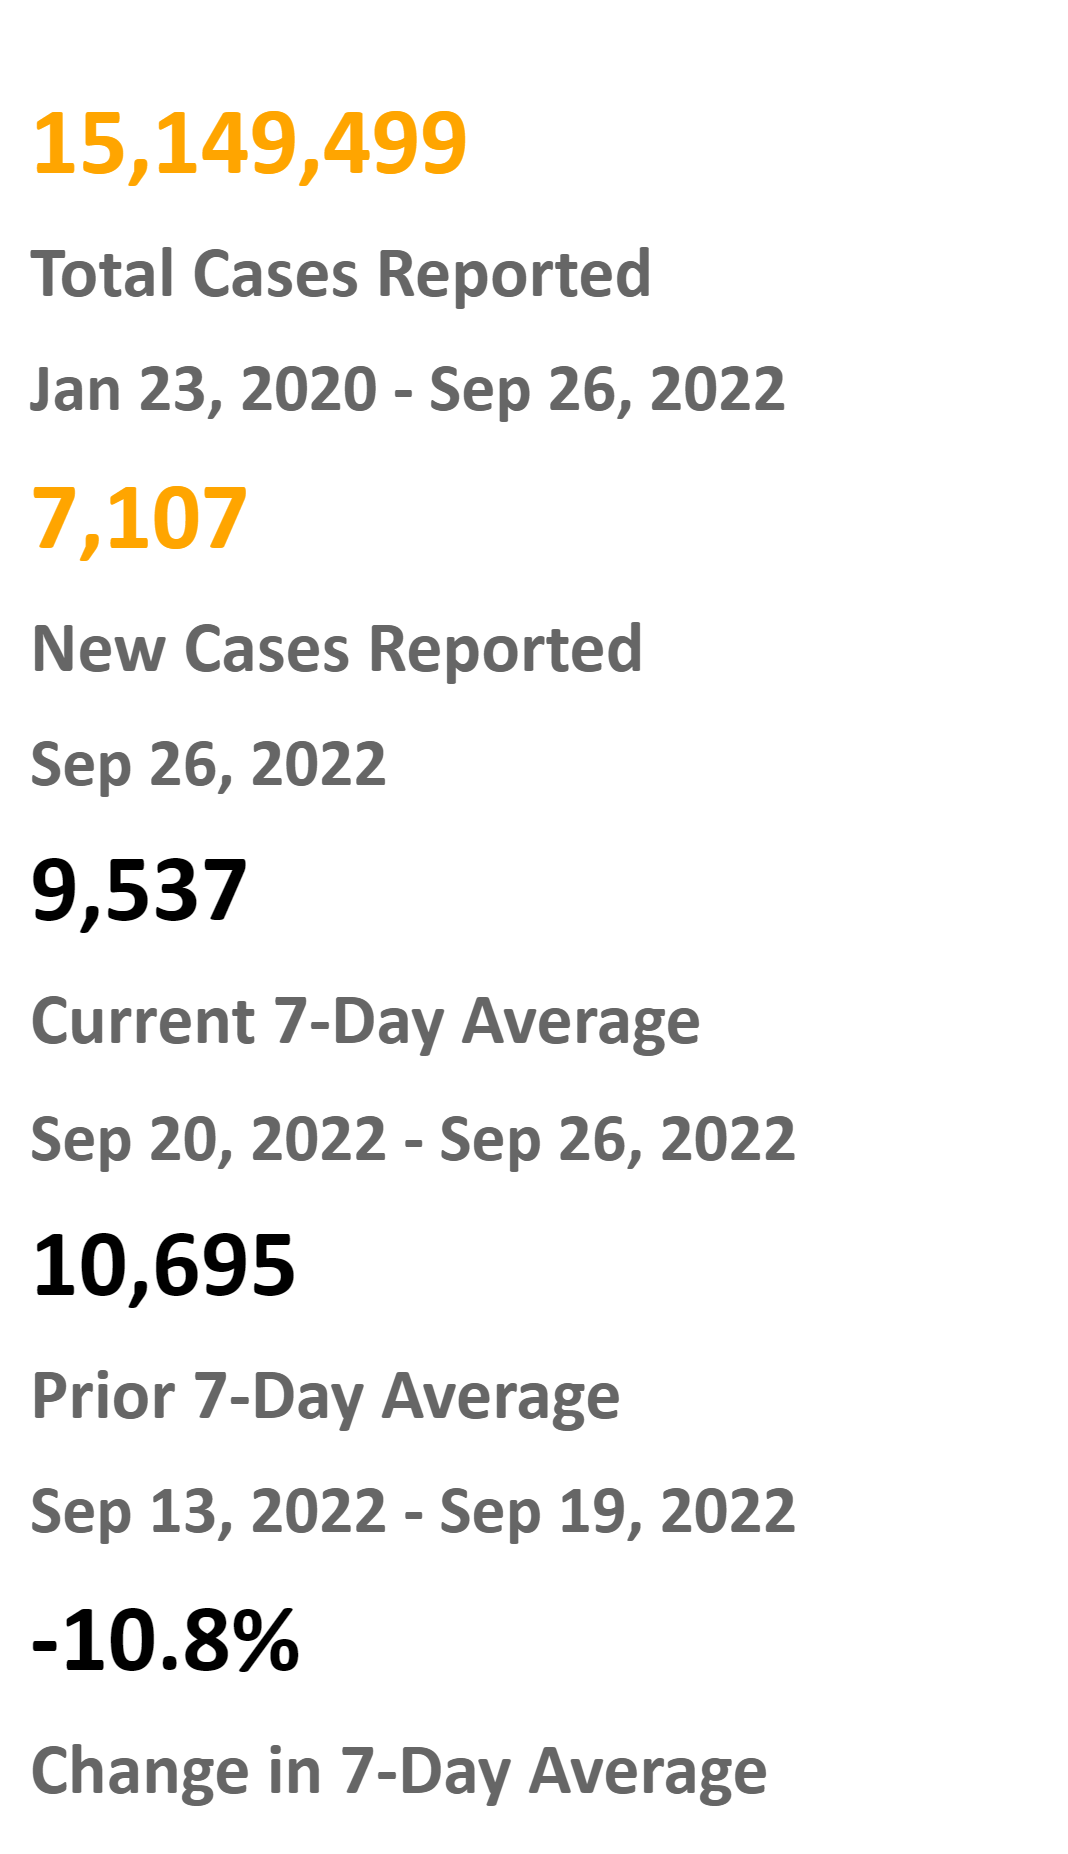 15,149,499
Total Cases Reported
Jan 23, 2020 - Sep 26, 2022
7,107
New Cases Reported
Sep 26, 2022
9,537
Current 7-Day Average
Sep 20, 2022 - Sep 26, 2022
10,695
Prior 7-Day Average
Sep 13, 2022 - Sep 19, 2022
-10.8%
Change in 7-Day Average